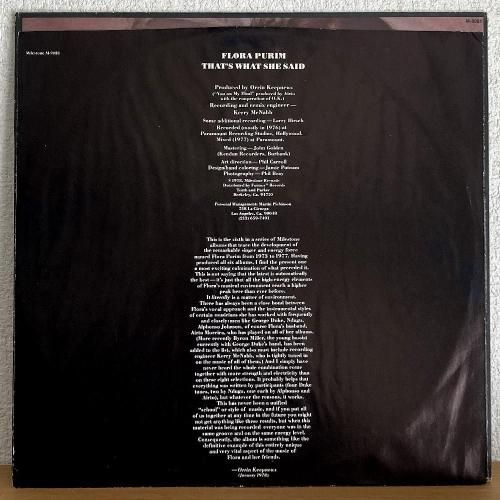 M-9081
Milestone M-9081
FLORA PURIM
THAT'S WHAT SHE SAID
Produced by Orrin Keepnews
("You on My Mind" produced by Airto
with the cooperation of O.K.)
Recording and remix engineer—
Kerry McNabb
Some additional recording—Larry Hirsch
Recorded (mostly in 1976) at
Paramount Recording Studios, Hollywood.
Mixed (1977) at Paramount.
Mastering—John Golden
(Kendun Recorders, Burbank)
Art direction—Phil Carroll
Design/hand coloring—Jamie Putnam
Photography—Phil Bray
℗ 1978, Milestone Records
Distributed by Fantasy Records
Tenth and Parker
Berkeley, Ca. 94710
Personal Management: Martin Pichinson
Los Angeles, Ca. 90048
This is the sixth in a series of Milestone
albums that trace the development of
the remarkable singer and energy force
named Flora Purim from 1973 to 1977. Having
produced all six albums, I find the present one
a most exciting culmination of what preceded it.
This is not saying that the latest is automatically
the best—it's just that all the high-energy elements
of Flora's musical environment reach a higher
peak here than ever before.
It literally is a matter of environment.
There has always been a close bond between
Flora's vocal approach and the instrumental styles
of certain musicians she has worked with frequently
and closely: men like George Duke, Ndugu,
Alphonso Johnson, of course Flora's husband,
Airto Moreira, who has played on all of her albums.
(More recently Byron Miller, the young bassist
currently with George Duke's band, has been
added to the list, which also must include recording
engineer Kerry McNabb, who is tightly tuned in
on the music of all of them.) And I simply have
never heard the whole combination come
together with more strength and electricity than
on these eight selections. It probably helps that
everything was written by participants (four Duke
tunes, two by Ndugu, one each by Alphonso and
Airto), but whatever the reasons, it works.
This has never been a unified
"school" or style of music, and if you put all
of us together at any time in the future you might
not get anything like these results, but when this
material was being recorded everyone was in the
same groove and on the same energy level.
Consequently, the album is something like the
definitive example of this entirely unique
and very vital aspect of the music of
Flora and her friends.
—Orrin Keepnews
(January 1978)